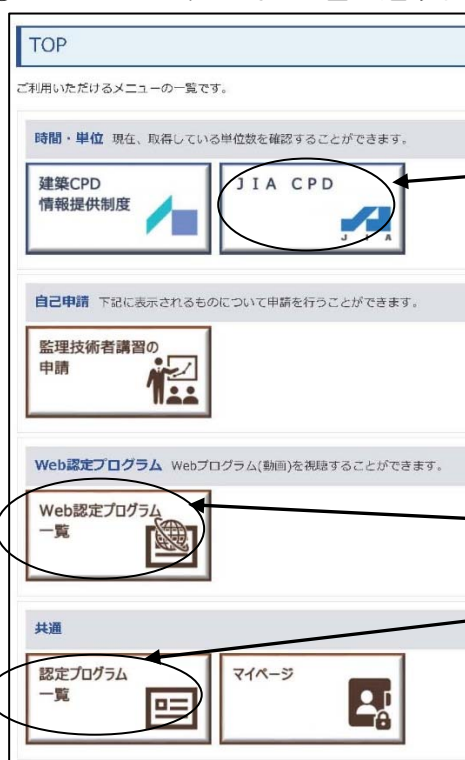 TOP
ご利用いただけるメニューの一覧です。
時間・単位 現在、取得している単位数を確認することができます。
建築CPD
情報提供制度
JIA CPD
JIA
自己申請 下記に表示されるものについて申請を行うことができます。
監理技術者講習の
申請
Web認定プログラム Webプログラム(動画)を視聴することができます。
Web認定プログラム
一覧
共通
認定プログラム
一覧
マイページ